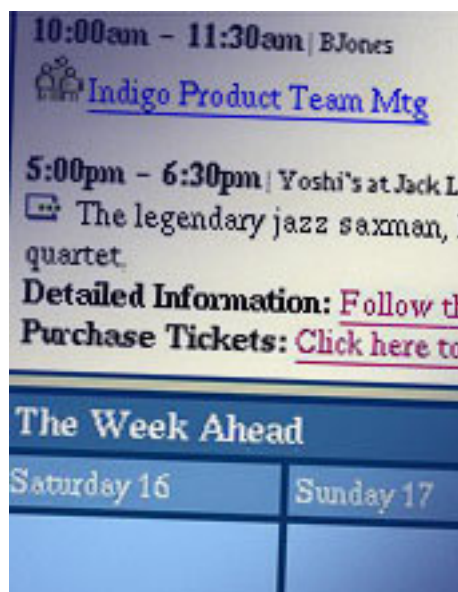 10:00am - 11:30am | BJones
Indigo Product Team Mtg
5:00pm - 6:30pm | Yoshi's at Jack L
The legendary jazz saxman,
quartet.
Detailed Information: Follow th
Purchase Tickets: Click here to
The Week Ahead
Saturday 16
Sunday 17